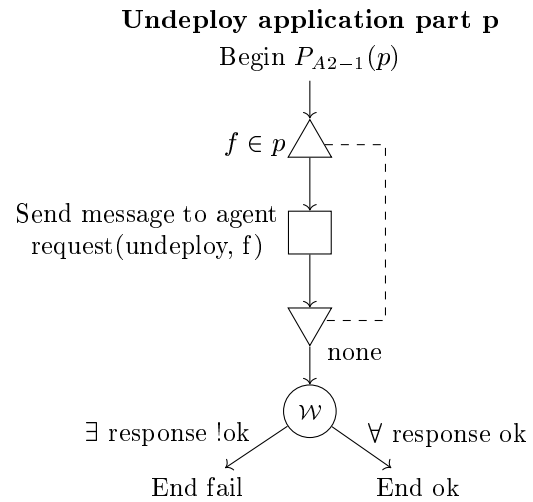 Undeploy application part p
Begin P_{A2−1}(p)
f ∈ p
Send message to agent
request(undeploy, f)
none
𝒲
∃ response !ok
∀ response ok
End fail
End ok